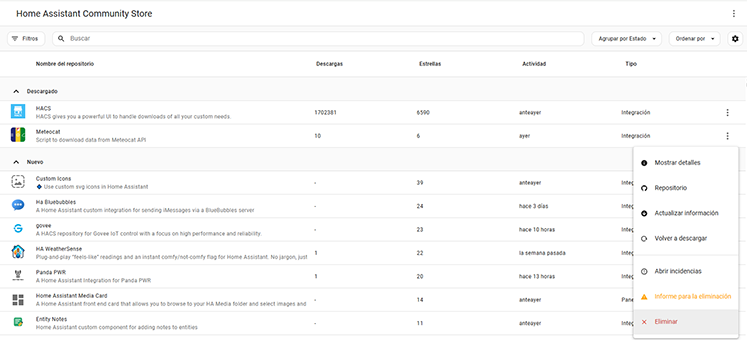 Home Assistant Community Store
Filtros
Buscar
Agrupar por Estado
Ordenar por
Nombre del repositorio Descargas Estrellas Actividad Tipo
Descargado
HACS
HACS gives you a powerful UI to handle downloads of all your custom needs 1702381 6590 anteayer Integración
Meteocat
Script to download data from Meteocat API 10 6 ayer Integración
Nuevo
Custom Icons
Use custom svg icons in Home Assistant - 39 anteayer Integ
Ha Bluebubbles
A Home Assistant custom integration for sending iMessages via a BlueBubbles server - 24 hace 3 días Integ
govee
A HACS repository for Govee IoT control with a focus on high performance and reliability. - 23 hace 10 horas Integ
HA WeatherSense
Plug-and-play "feels-like" readings and an instant comfy/not-comfy flag for Home Assistant. No jargon, just 1 22 la semana pasada Integ
Panda PWR
A Home Assistant Integration for Panda PWR 1 20 hace 13 horas Integ
Home Assistant Media Card
A Home Assistant front end card that allows you to browse to your HA Media folder and select images and - 14 anteayer Pane
Entity Notes
Home Assistant custom component for adding notes to entities - 11 anteayer Integ
Mostrar detalles
Repositorio
Actualizar información
Volver a descargar
Abrir incidencias
Informe para la eliminación
Eliminar